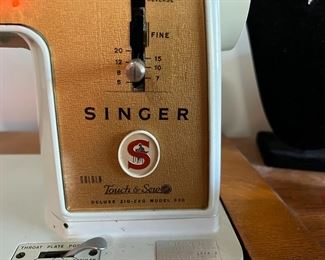 REVERSE
FINE
20
15
12
10
8
7
6
SINGER
S
GOLDEN
Touch & Sew
DELUXE ZIG-ZAG MODEL 620
THROAT PLATE POS